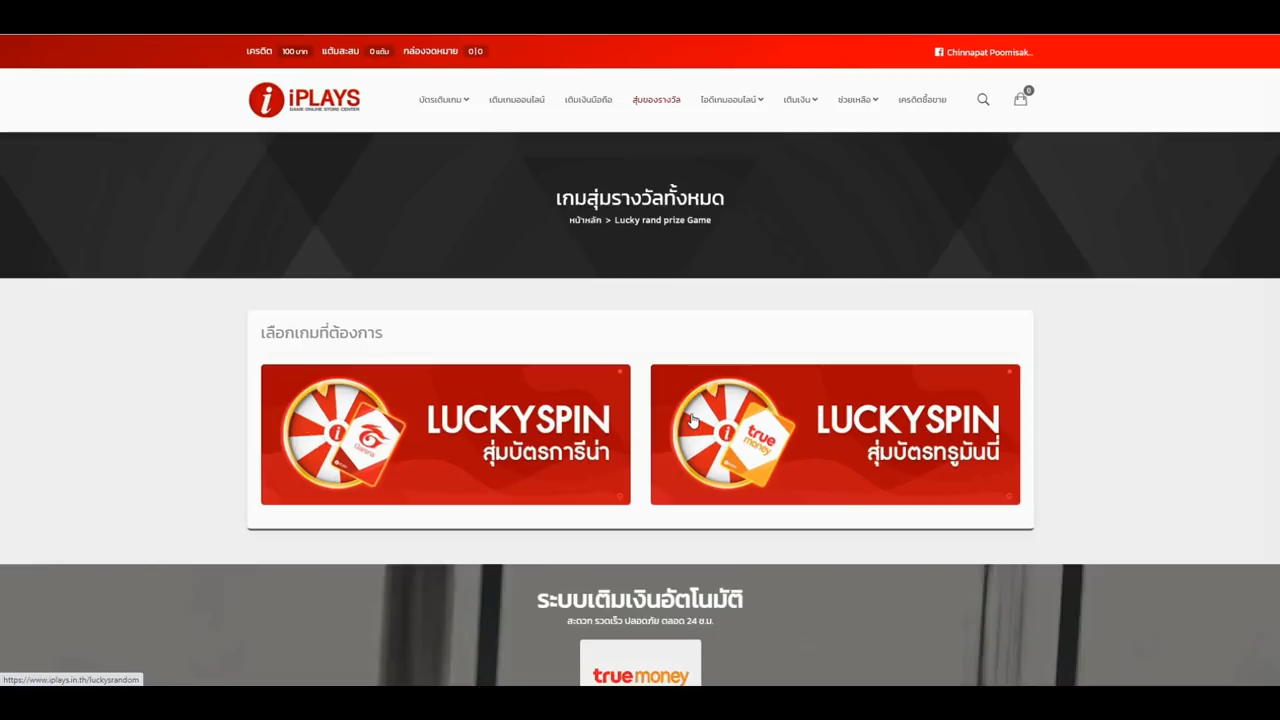 เครดิต 100 บาท แต้มสะสม 0 แต้ม กล่องจดหมาย 0|0 Chinnapat Poomisak..
i iPLAYS
GAME ONLINE STORE CENTER
บัตรเติมเกม เติมเกมออนไลน์ เติมเงินมือถือ สุ่มของรางวัล ไอดีเกมออนไลน์ เติมเงิน ช่วยเหลือ เครดิตซื้อขาย 0
เกมสุ่มรางวัลทั้งหมด
หน้าหลัก > Lucky rand prize Game
เลือกเกมที่ต้องการ
i Garena LUCKYSPIN
สุ่มบัตรการีน่า
i true money LUCKYSPIN
สุ่มบัตรทรูมันนี่
ระบบเติมเงินอัตโนมัติ
สะดวก รวดเร็ว ปลอดภัย ตลอด 24 ช.ม.
truemoney
https://www.iplays.in.th/luckysrandom